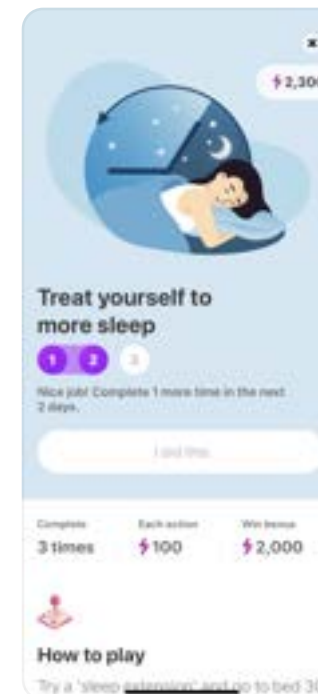 ×
2,30
Treat yourself to
more sleep
1 2 3
Nice job! Complete 1 more time in the next
2 days.
I did this
Complete Each action Win bonus
3 times 100 2,000
How to play
Try a 'sleep extension' and go to bed 30